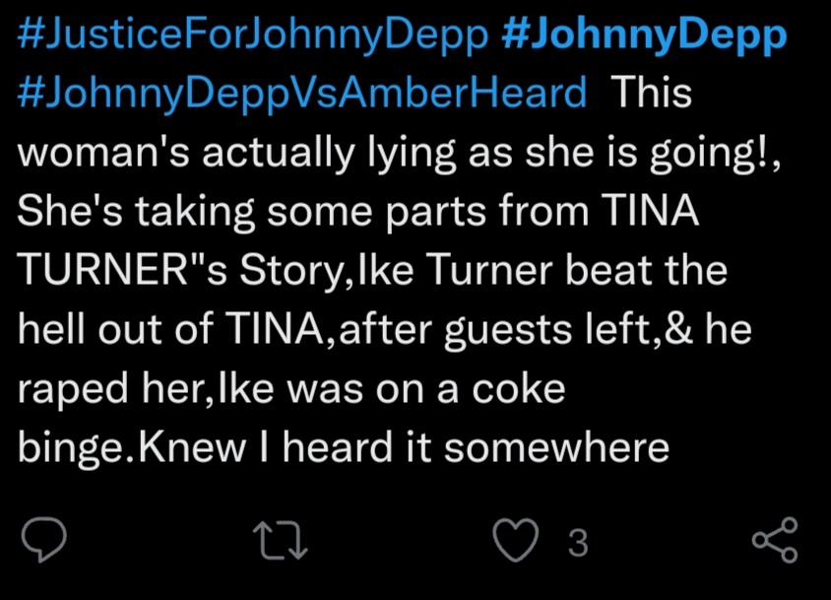 #JusticeForJohnnyDepp #JohnnyDepp
#JohnnyDeppVsAmberHeard This
woman's actually lying as she is going!,
She's taking some parts from TINA
TURNER"s Story,Ike Turner beat the
hell out of TINA,after guests left,& he
raped her,Ike was on a coke
binge.Knew I heard it somewhere
3